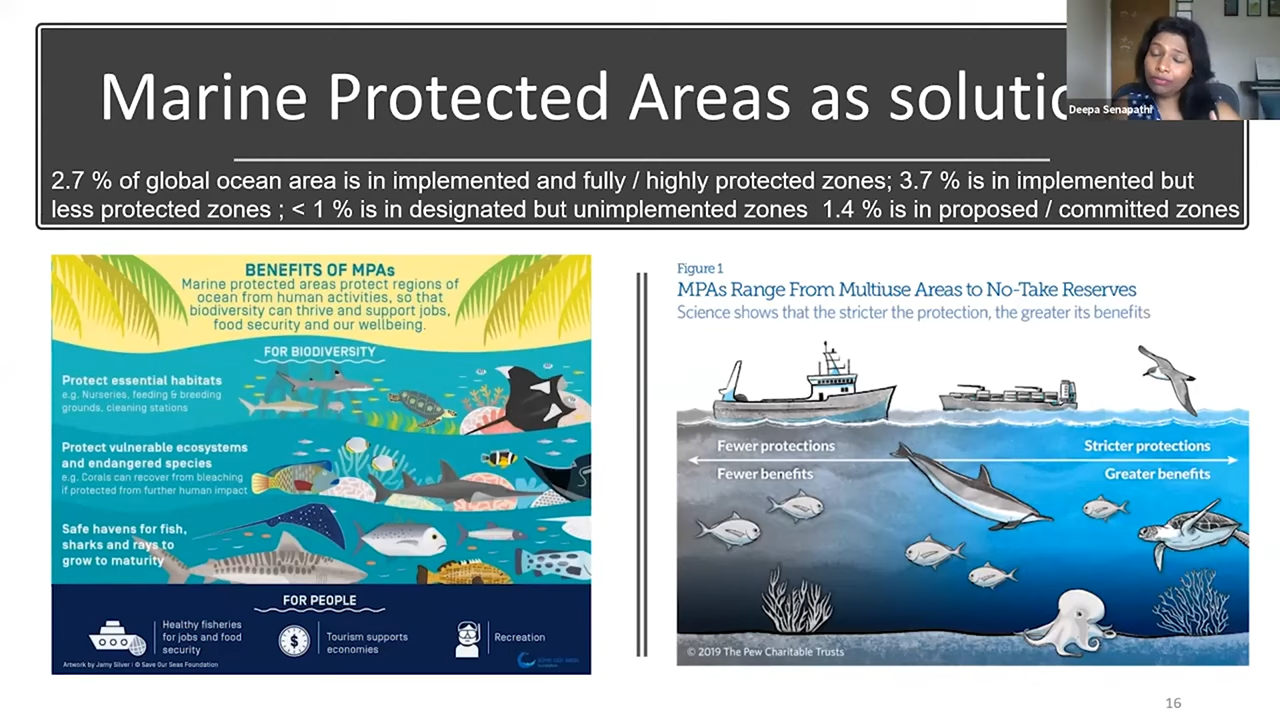 Marine Protected Areas as solutio
Deepa Senapathi
2.7 % of global ocean area is in implemented and fully / highly protected zones; 3.7 % is in implemented but
less protected zones ; < 1 % is in designated but unimplemented zones 1.4 % is in proposed / committed zones
BENEFITS OF MPAs
Marine protected areas protect regions of
ocean from human activities, so that
biodiversity can thrive and support jobs,
food security and our wellbeing.
FOR BIODIVERSITY
Protect essential habitats
e.g. Nurseries, feeding & breeding
grounds, cleaning stations
Protect vulnerable ecosystems
and endangered species
e.g. Corals can recover from bleaching
if protected from further human impact
Safe havens for fish,
sharks and rays to
grow to maturity
FOR PEOPLE
Healthy fisheries
for jobs and food
security
$
Tourism supports
economies
Recreation
Artwork by Jamy Silver | © Save Our Seas Foundation
Figure 1
MPAs Range From Multiuse Areas to No-Take Reserves
Science shows that the stricter the protection, the greater its benefits
Fewer protections
Stricter protections
Fewer benefits
Greater benefits
© 2019 The Pew Charitable Trusts
16